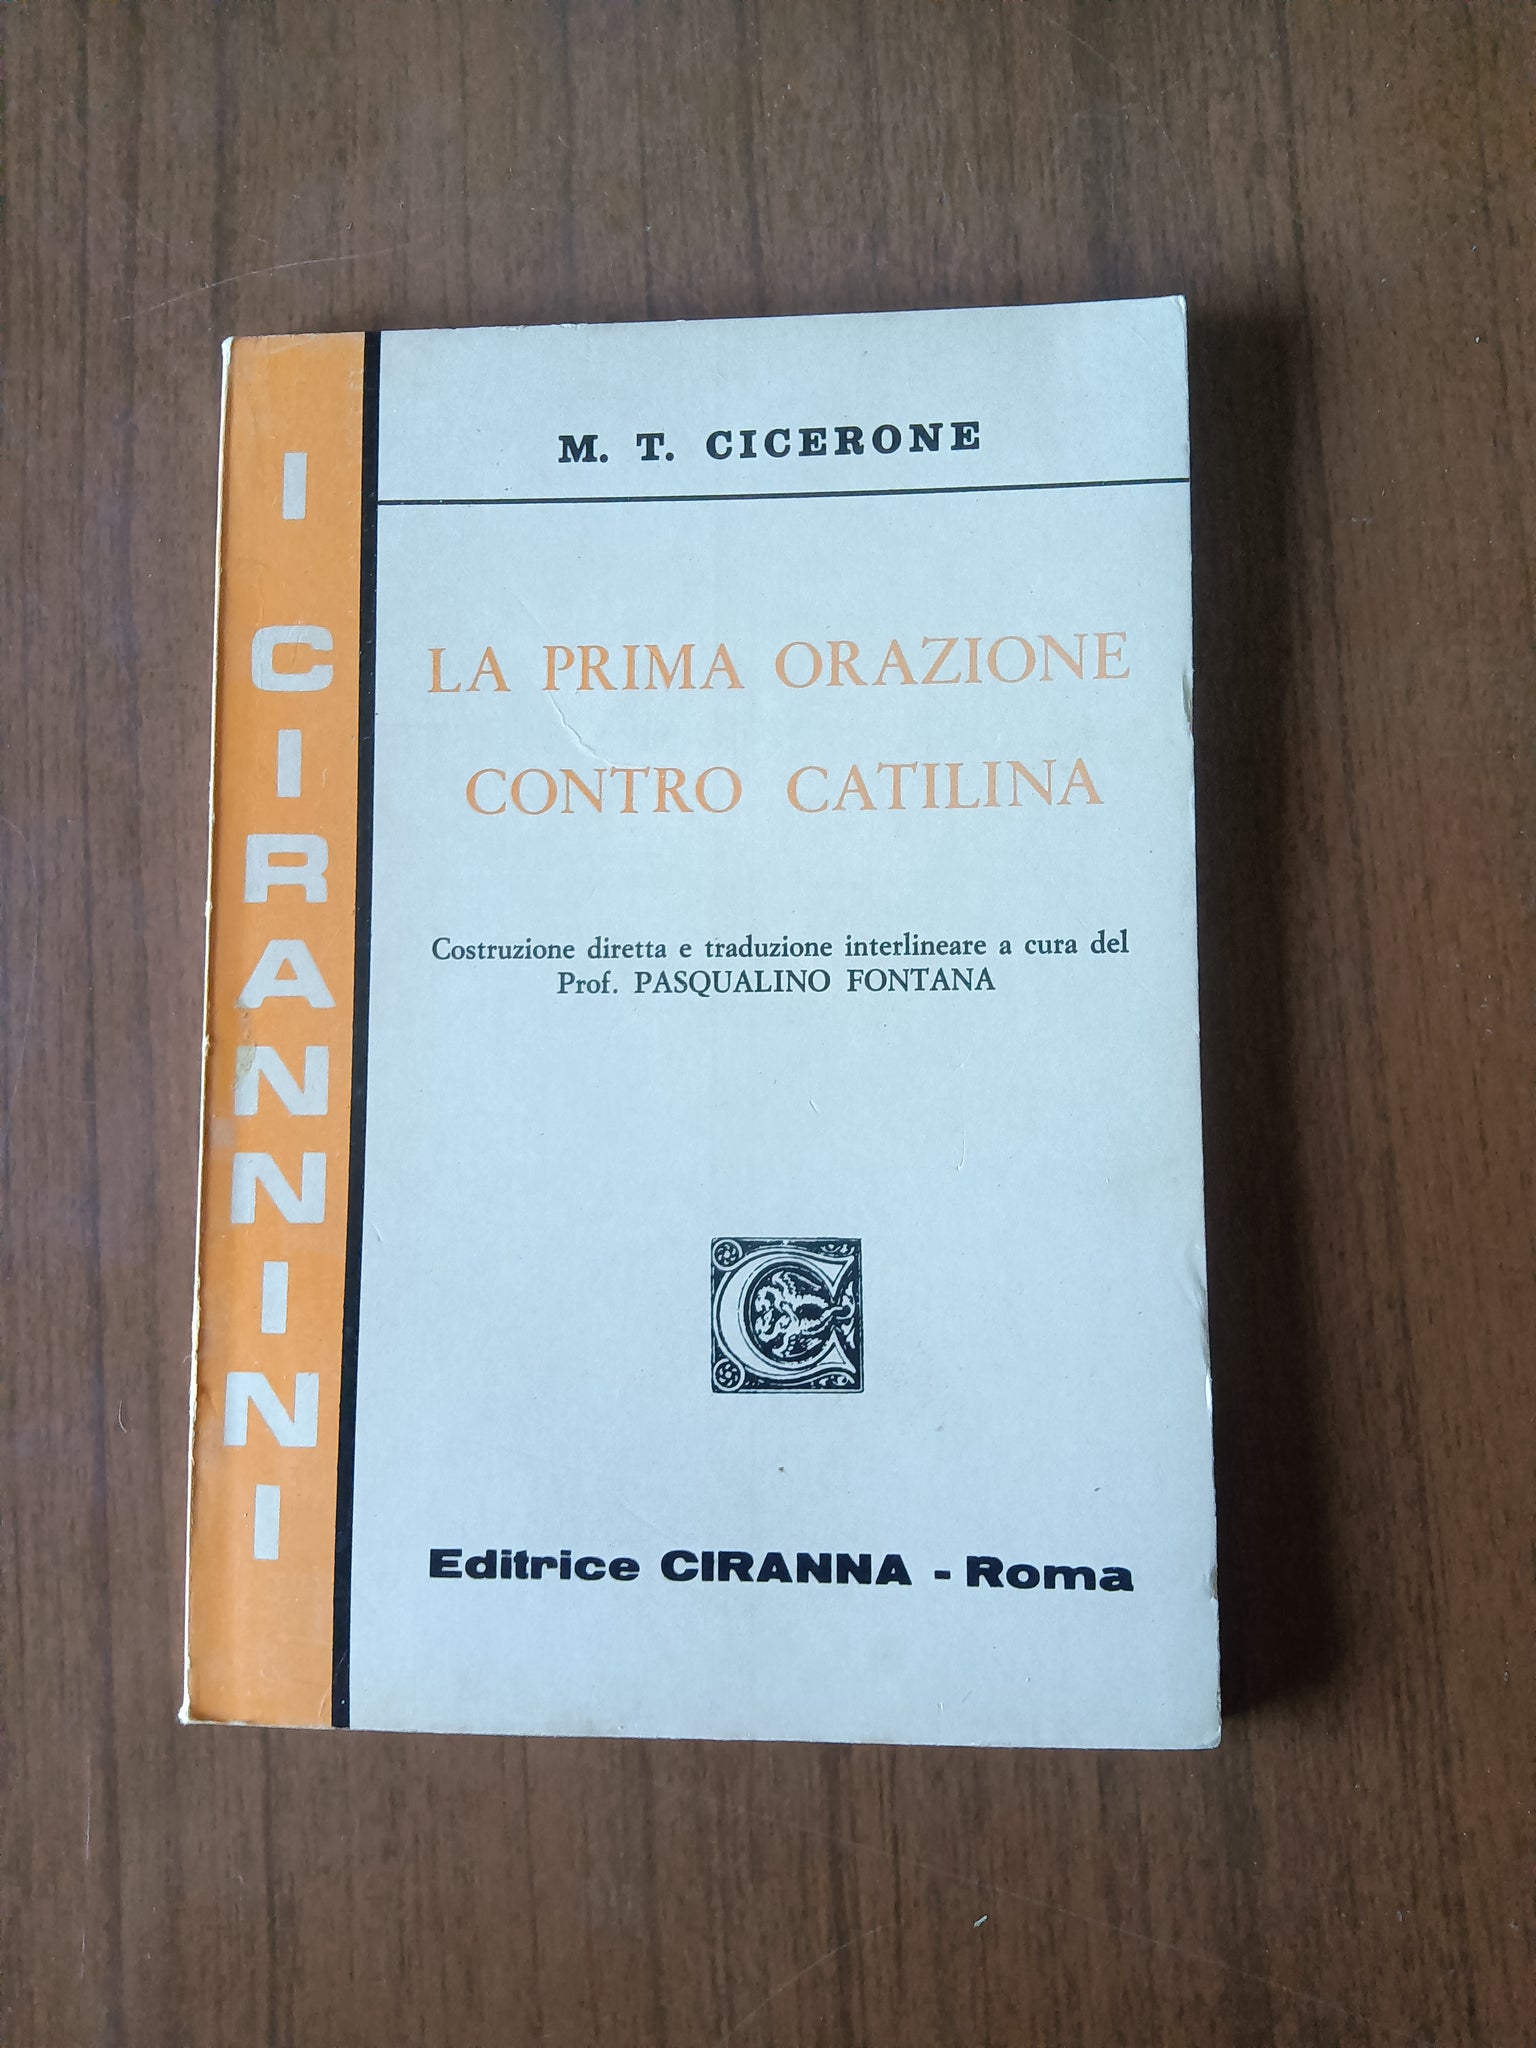 I CIRANNINI
M. T. CICERONE
LA PRIMA ORAZIONE
CONTRO CATILINA
Costruzione diretta e traduzione interlineare a cura del
Prof. PASQUALINO FONTANA
C
Editrice CIRANNA - Roma